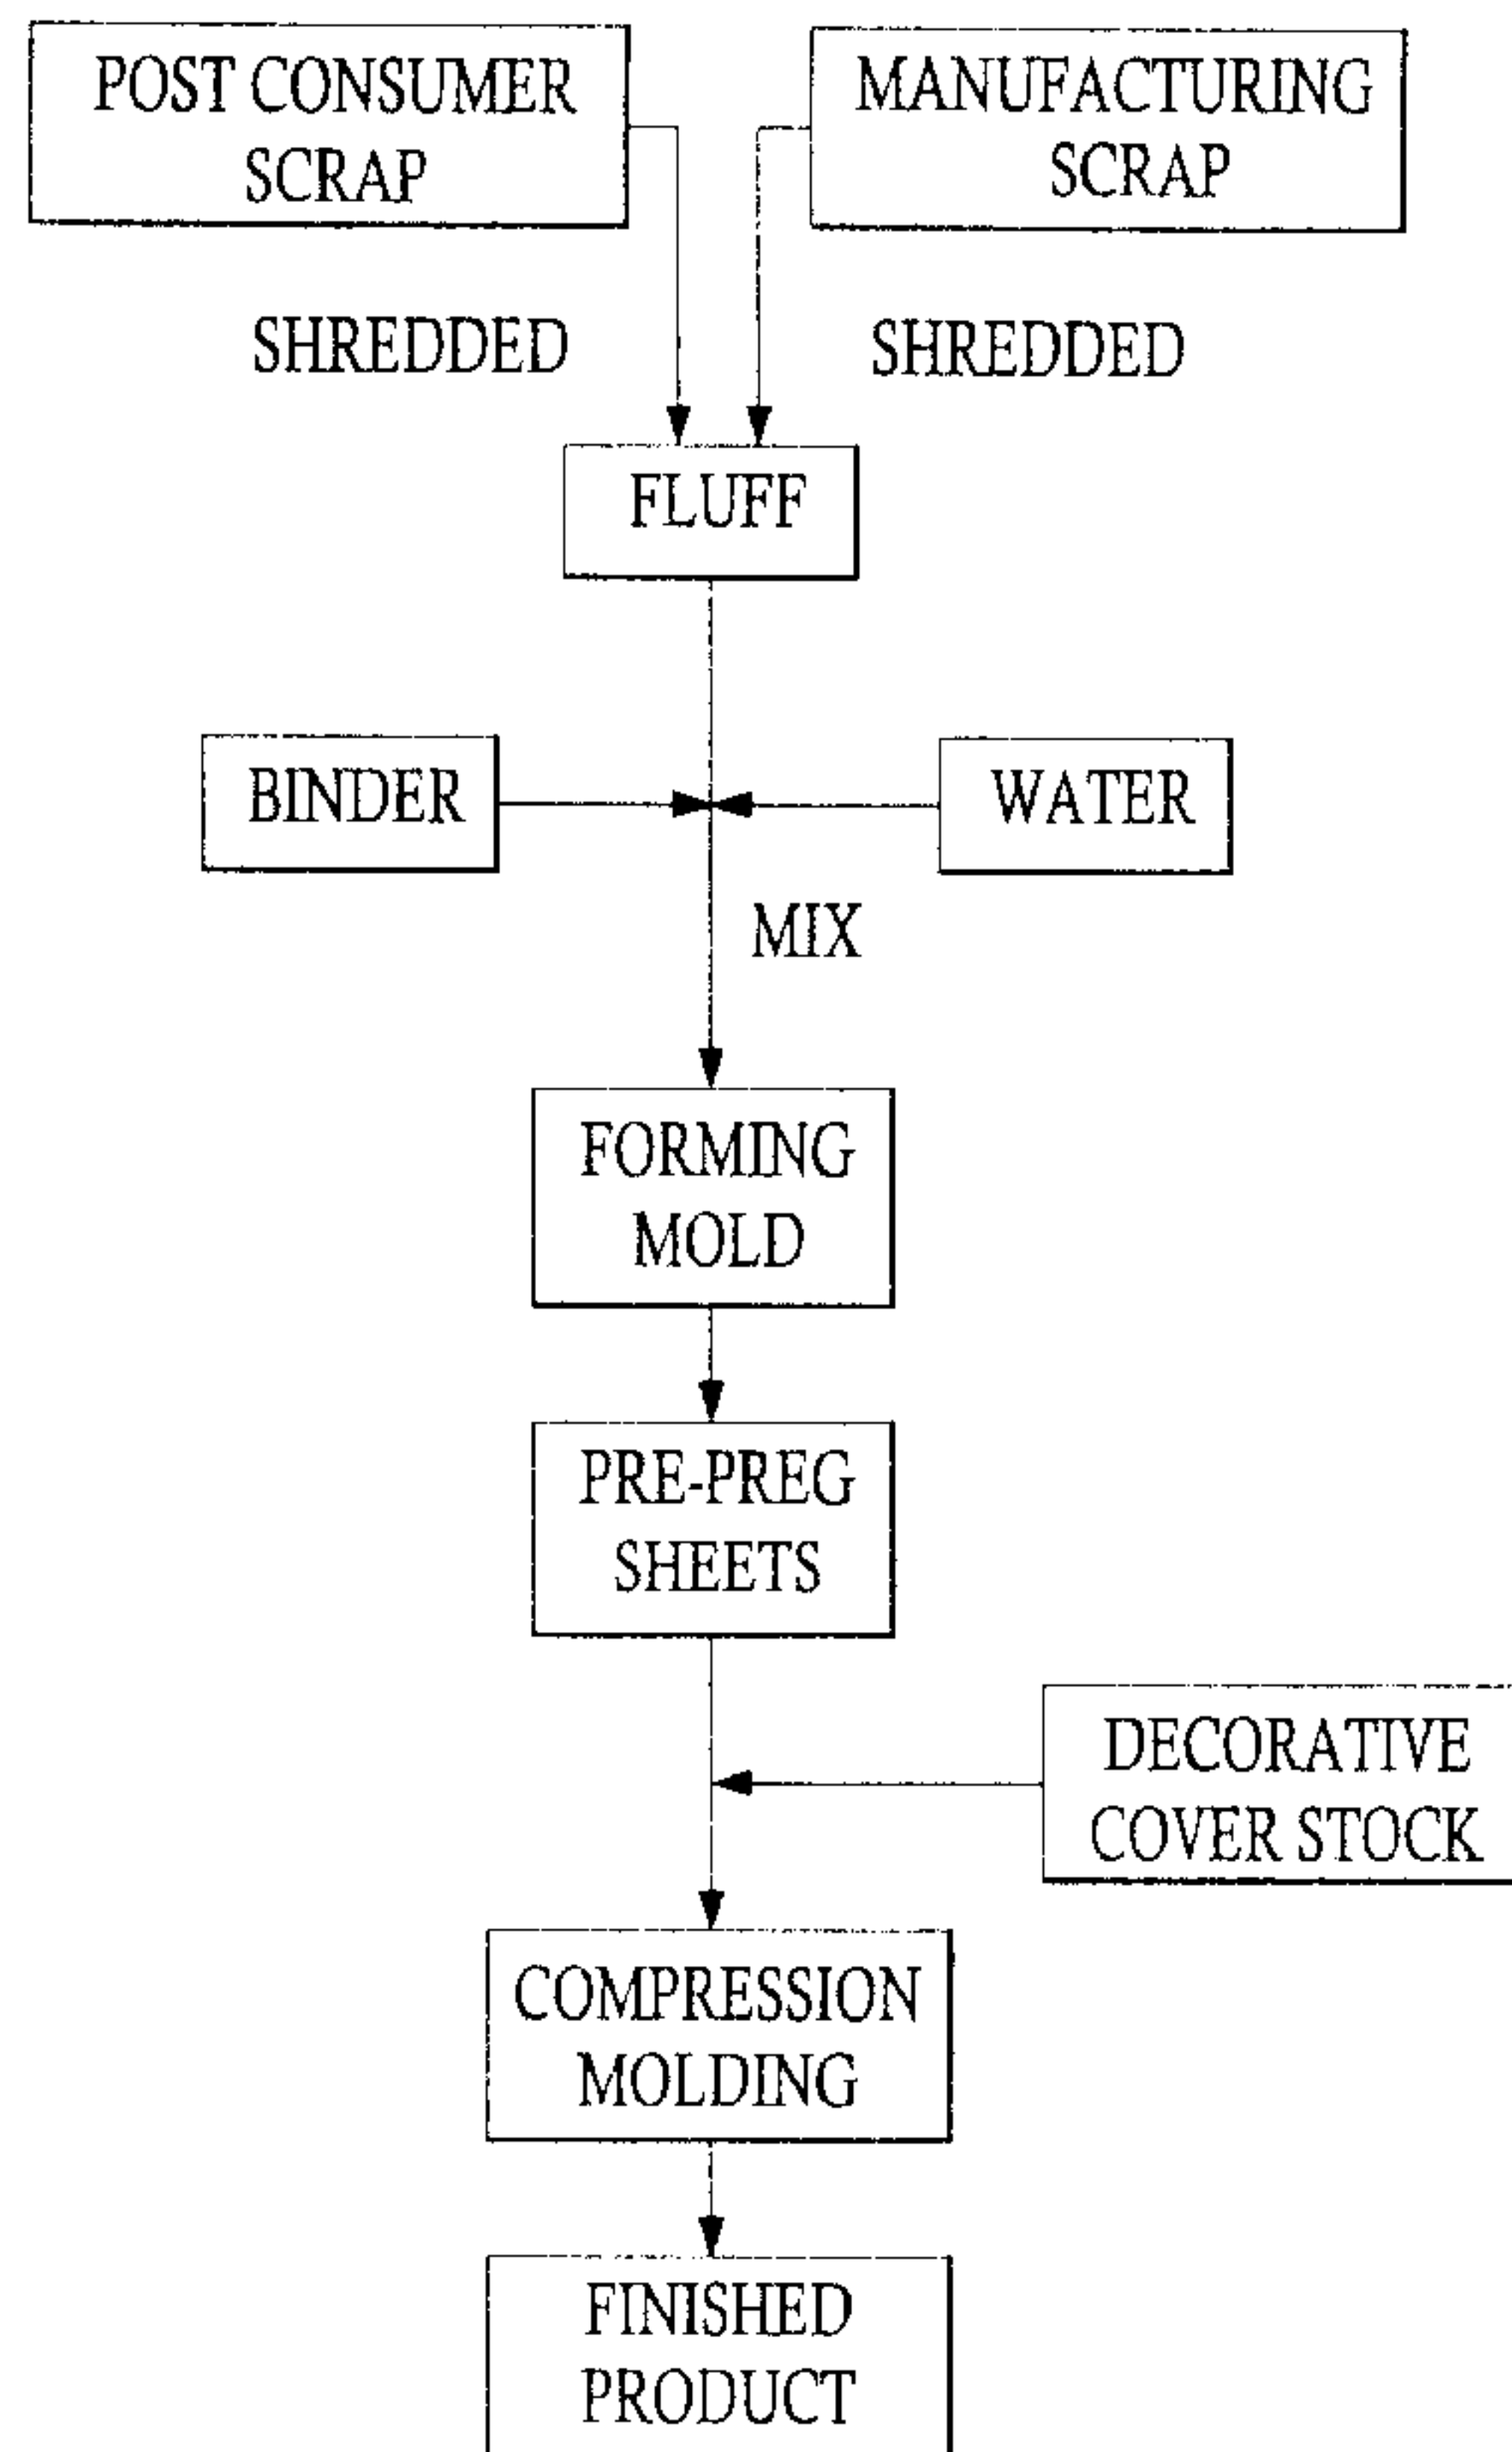 POST CONSUMER
SCRAP
MANUFACTURING
SCRAP
SHREDDED
SHREDDED
FLUFF
BINDER
WATER
MIX
FORMING
MOLD
PRE-PREG
SHEETS
DECORATIVE
COVER STOCK
COMPRESSION
MOLDING
FINISHED
PRODUCT